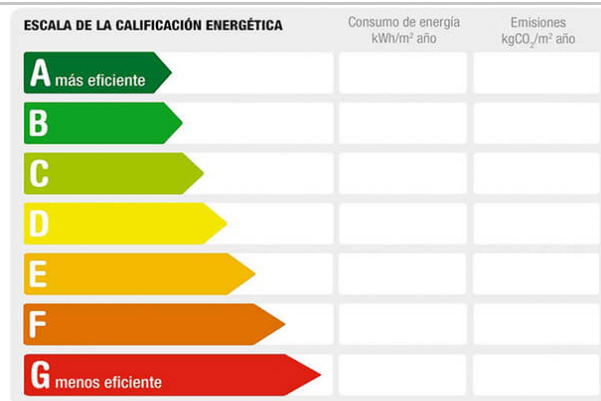 ESCALA DE LA CALIFICACIÓN ENERGÉTICA
Consumo de energía
kWh/m² año
Emisiones
kgCO₂/m² año
A más eficiente
B
C
D
E
F
G menos eficiente